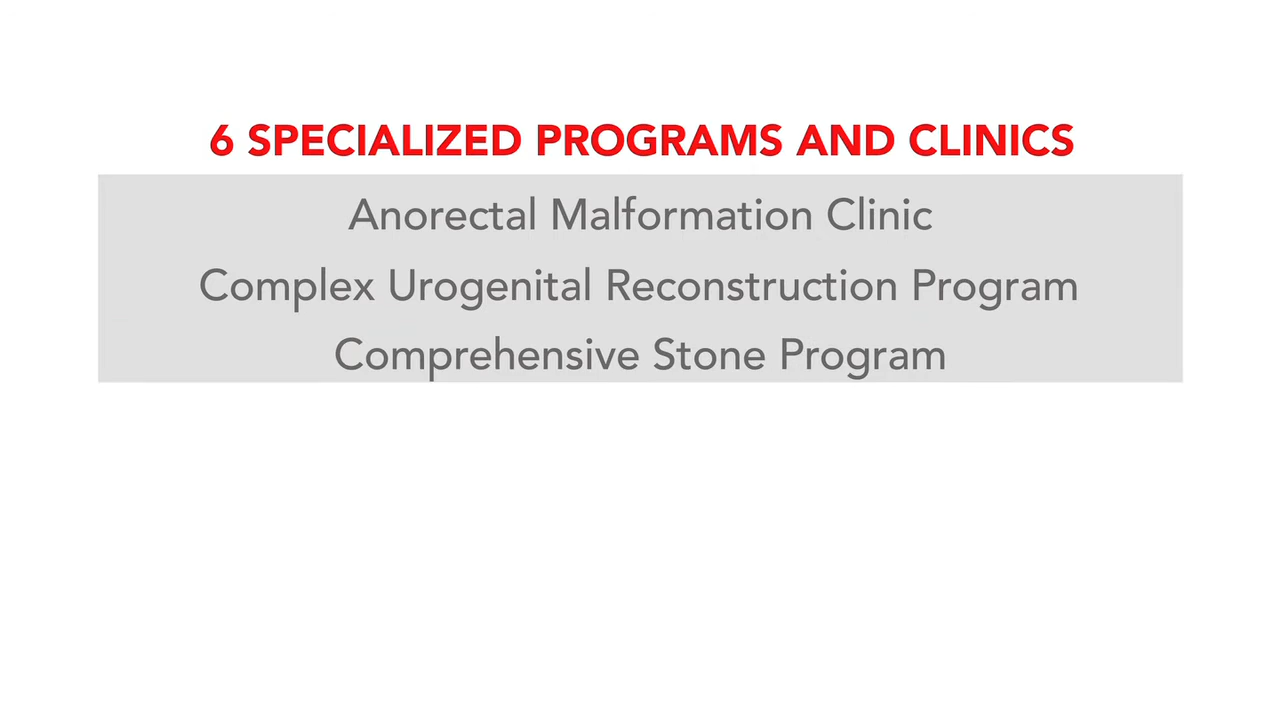 6 SPECIALIZED PROGRAMS AND CLINICS
Anorectal Malformation Clinic
Complex Urogenital Reconstruction Program
Comprehensive Stone Program